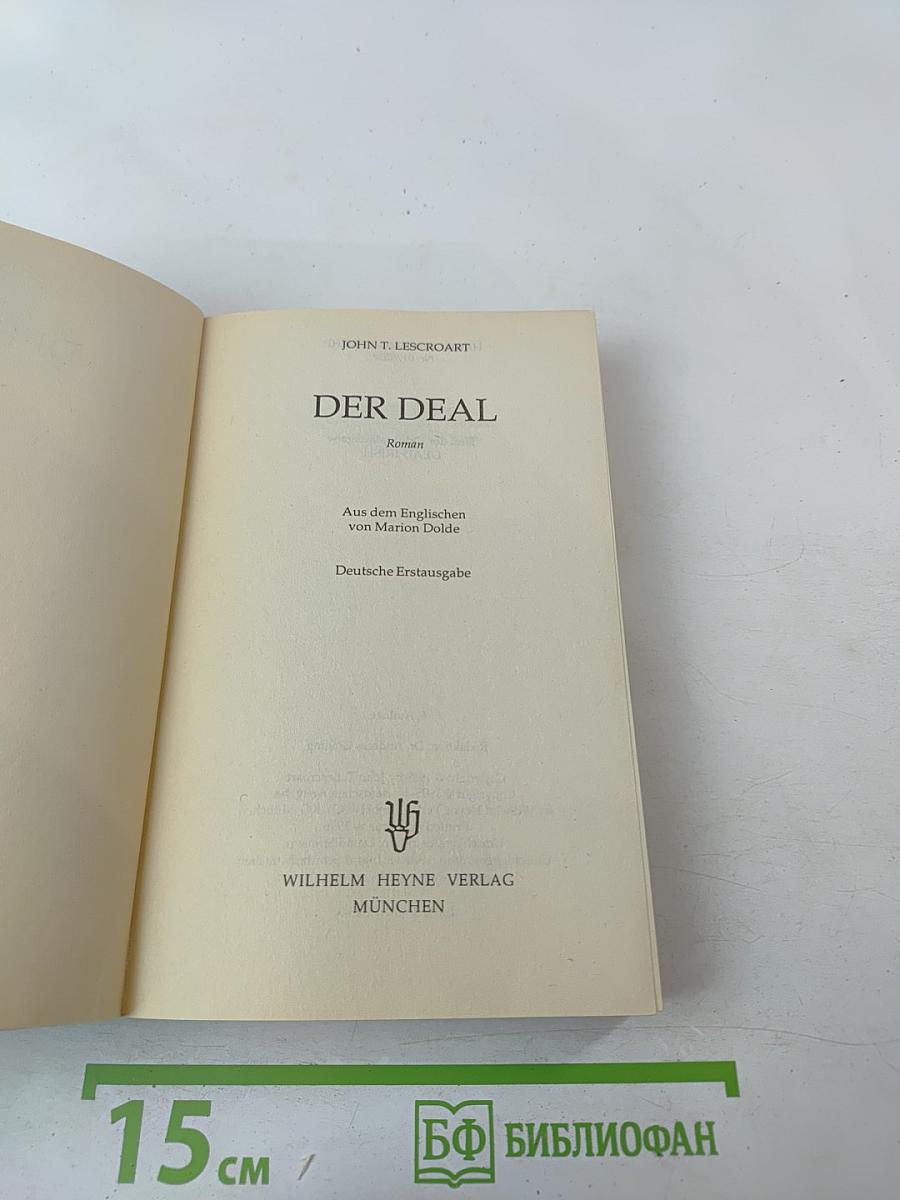 JOHN T. LESCROART
DER DEAL
Roman
Aus dem Englischen
von Marion Dolde
Deutsche Erstausgabe
WILHELM HEYNE VERLAG
MÜNCHEN
15 см
БФ БИБЛИОФАН